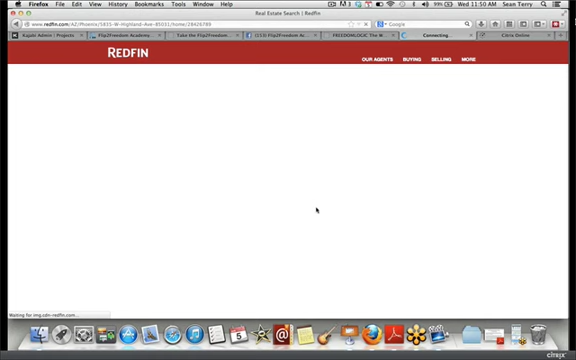 Firefox File Edit View History Bookmarks Tools Window Help
Wed 11:50 AM Sean Terry
Real Estate Search | Redfin
www.redfin.com/AZ/Phoenix/5835-W-Highland-Ave-85031/home/28426789
Google
Kajabi Admin | Projects
Flip2Freedom Academy...
Take the Flip2Freedom...
(153) Flip2Freedom Ac...
FREEDOMLOGIC The W...
Connecting...
Citrix Online
REDFIN
OUR AGENTS BUYING SELLING MORE
Waiting for img.cdn-redfin.com...
5
citrix